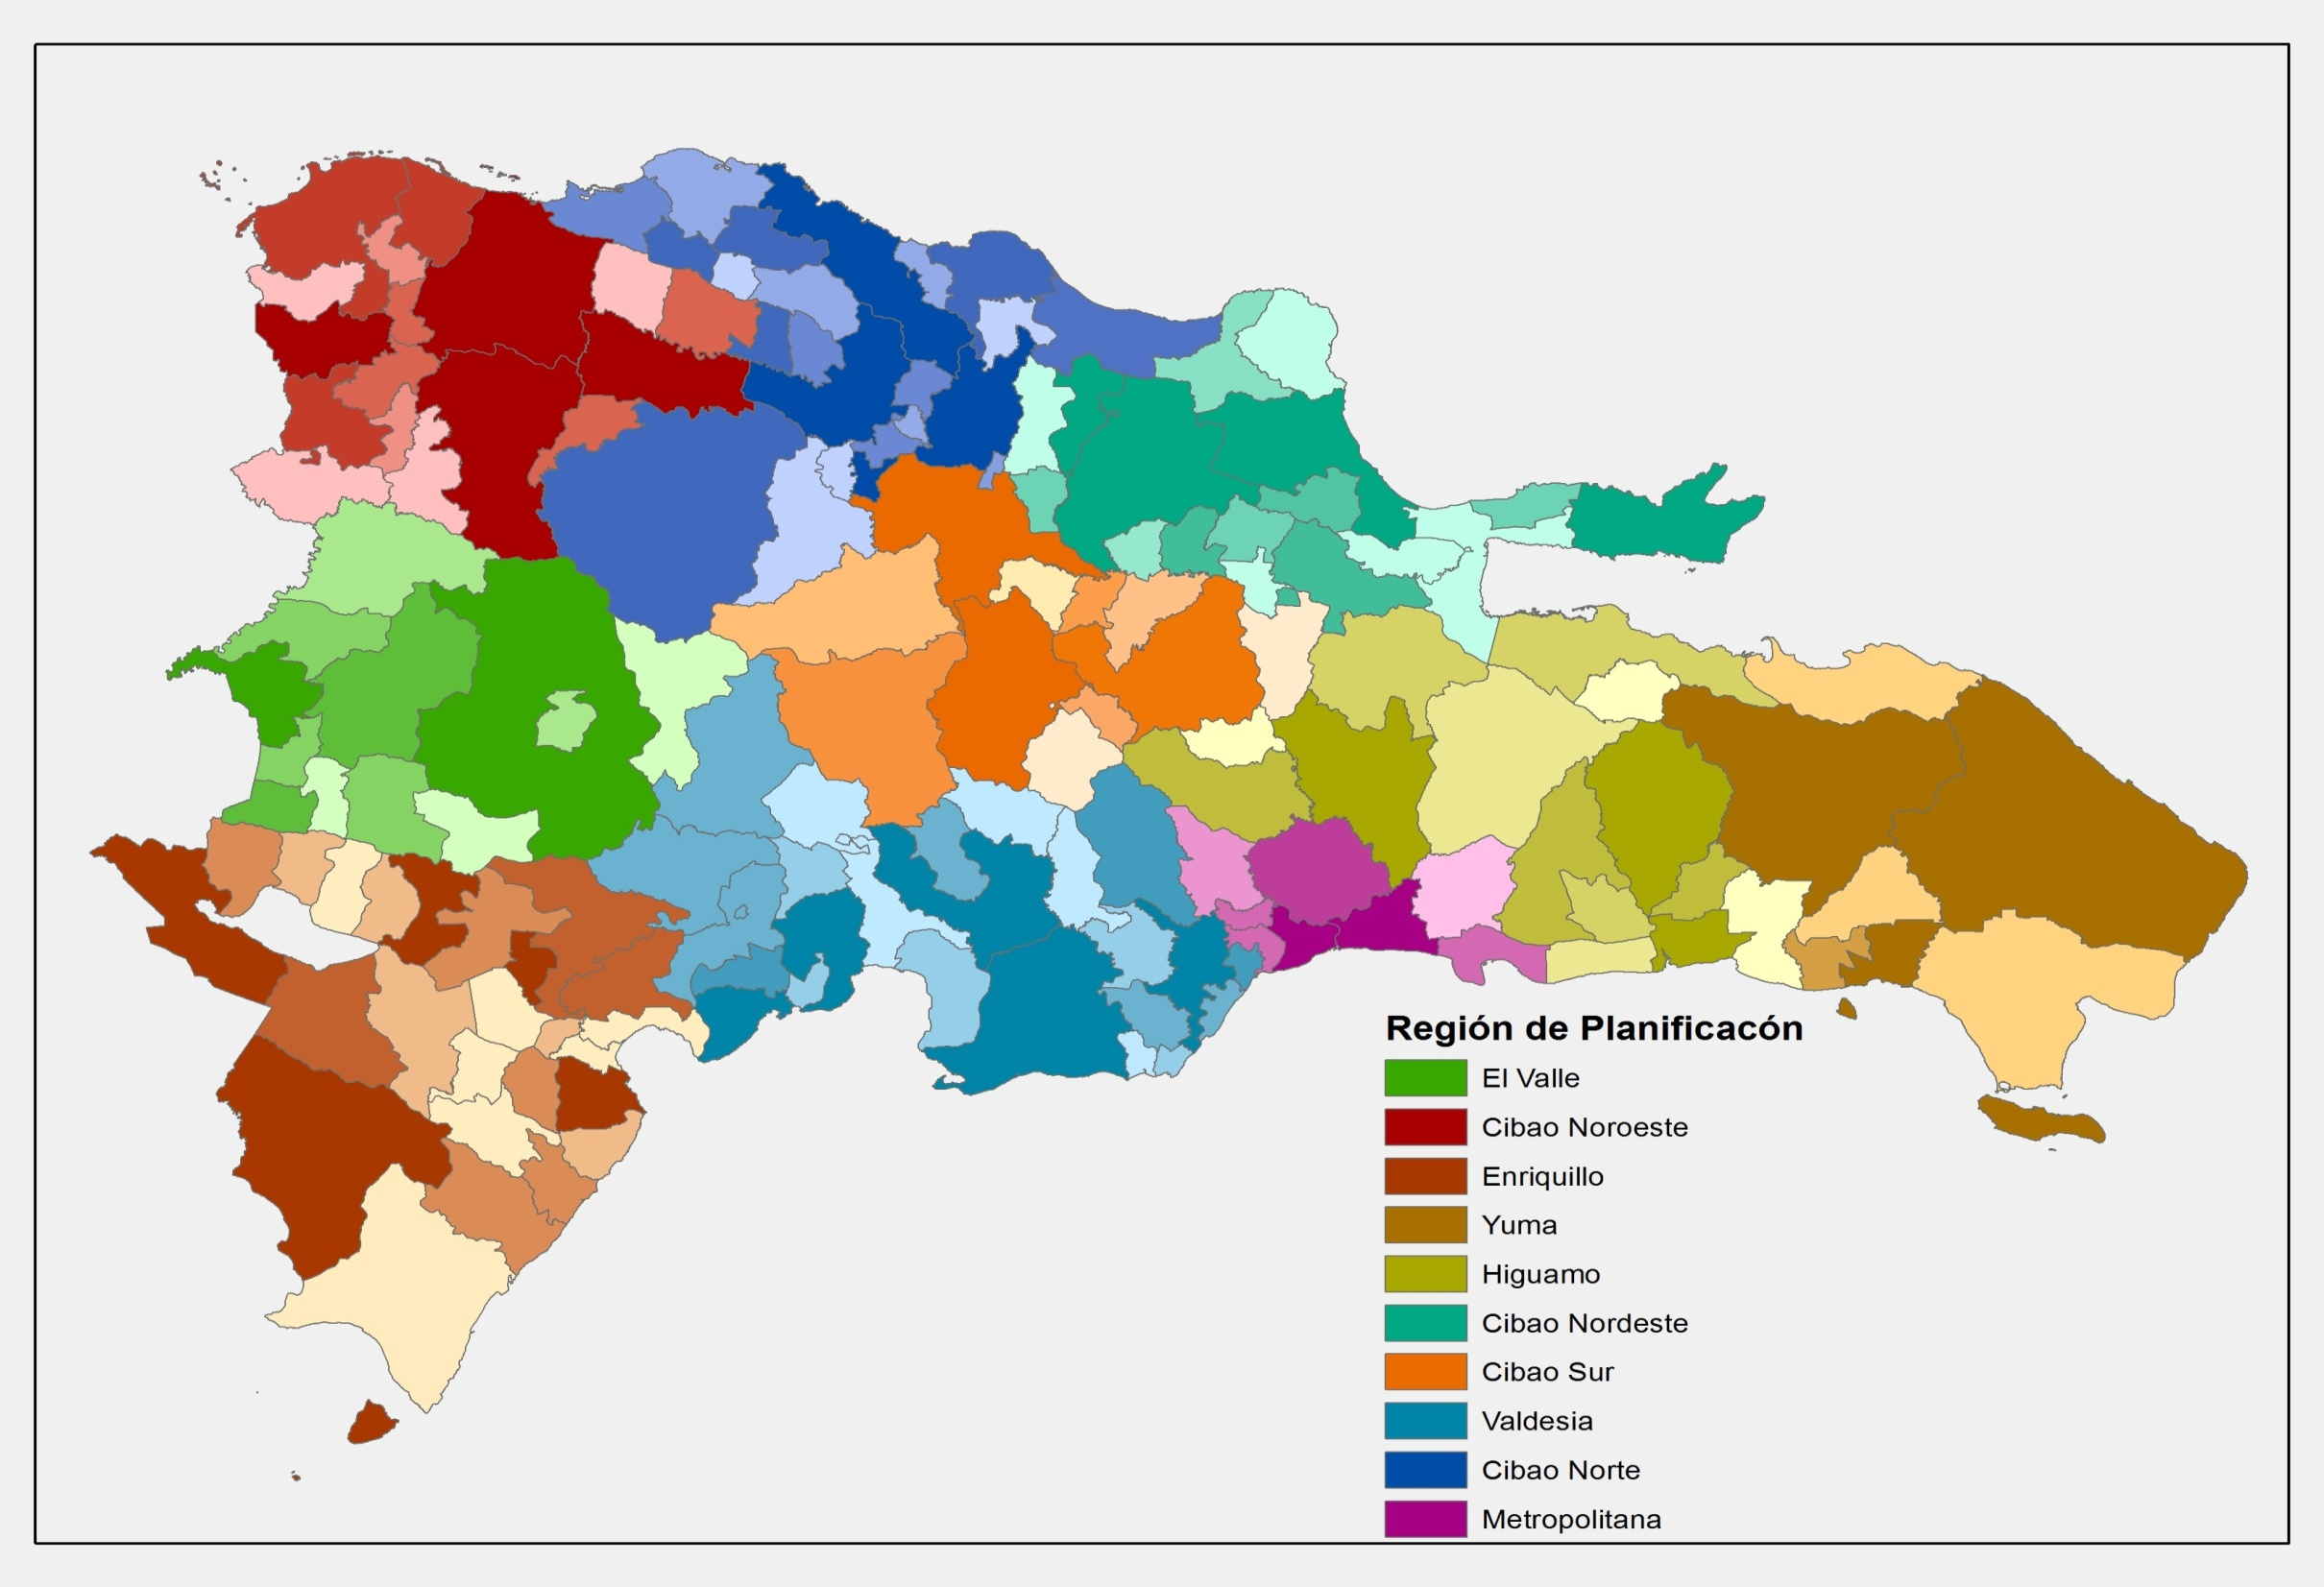 Región de Planificacón
El Valle
Cibao Noroeste
Enriquillo
Yuma
Higuamo
Cibao Nordeste
Cibao Sur
Valdesia
Cibao Norte
Metropolitana